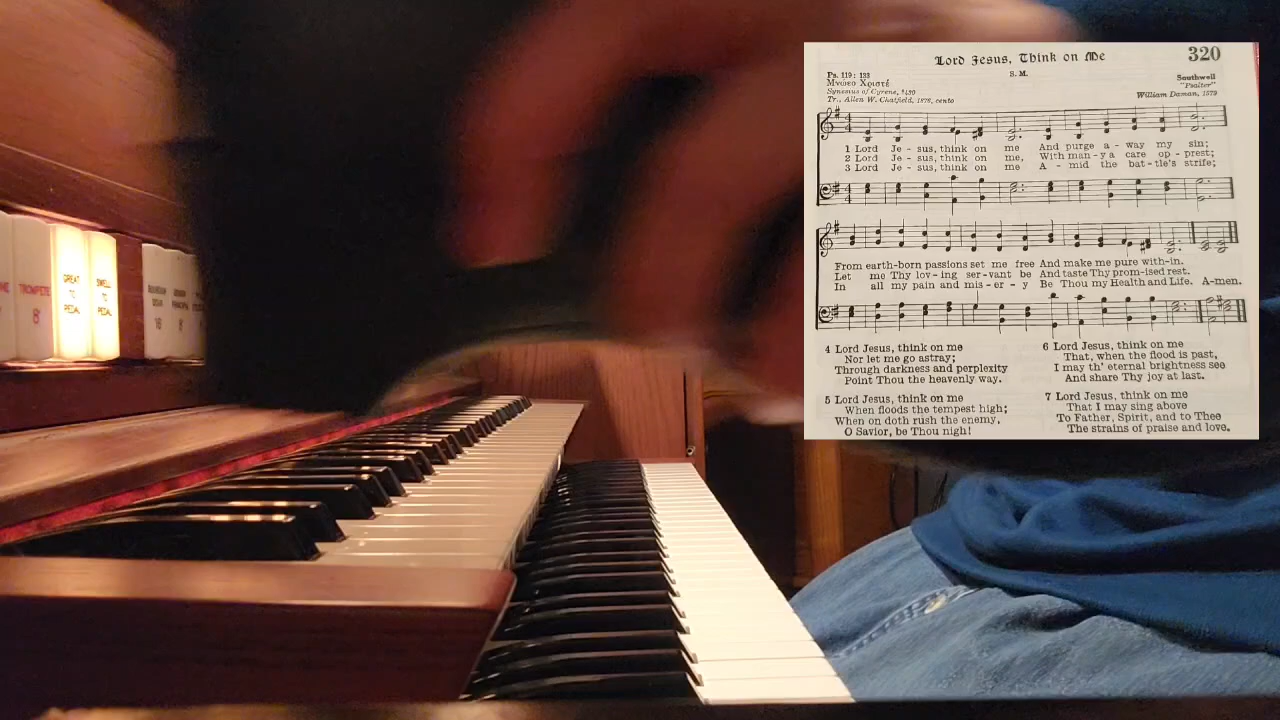 TROMPETE
8'
GREAT
TO
PEDAL
SWELL
TO
PEDAL
16
8'
Lord Jesus, Think on Me 320
S. M.
Ps. 119: 133
Southwell
"Psalter"
William Daman, 1579
Synesius of Cyrene, †430
Tr., Allen W. Chatfield, 1876, cento
1 Lord Je - sus, think on me And purge a - way my sin;
2 Lord Je - sus, think on me, With man - y a care op - prest;
3 Lord Je - sus, think on me A - mid the bat - tle's strife;
From earth-born passions set me free And make me pure with-in.
Let me Thy lov - ing ser - vant be And taste Thy prom-ised rest.
In all my pain and mis - er - y Be Thou my Health and Life. A-men.
4 Lord Jesus, think on me
Nor let me go astray;
Through darkness and perplexity
Point Thou the heavenly way.
5 Lord Jesus, think on me
When floods the tempest high;
When on doth rush the enemy,
O Savior, be Thou nigh!
6 Lord Jesus, think on me
That, when the flood is past,
I may th' eternal brightness see
And share Thy joy at last.
7 Lord Jesus, think on me
That I may sing above
To Father, Spirit, and to Thee
The strains of praise and love.